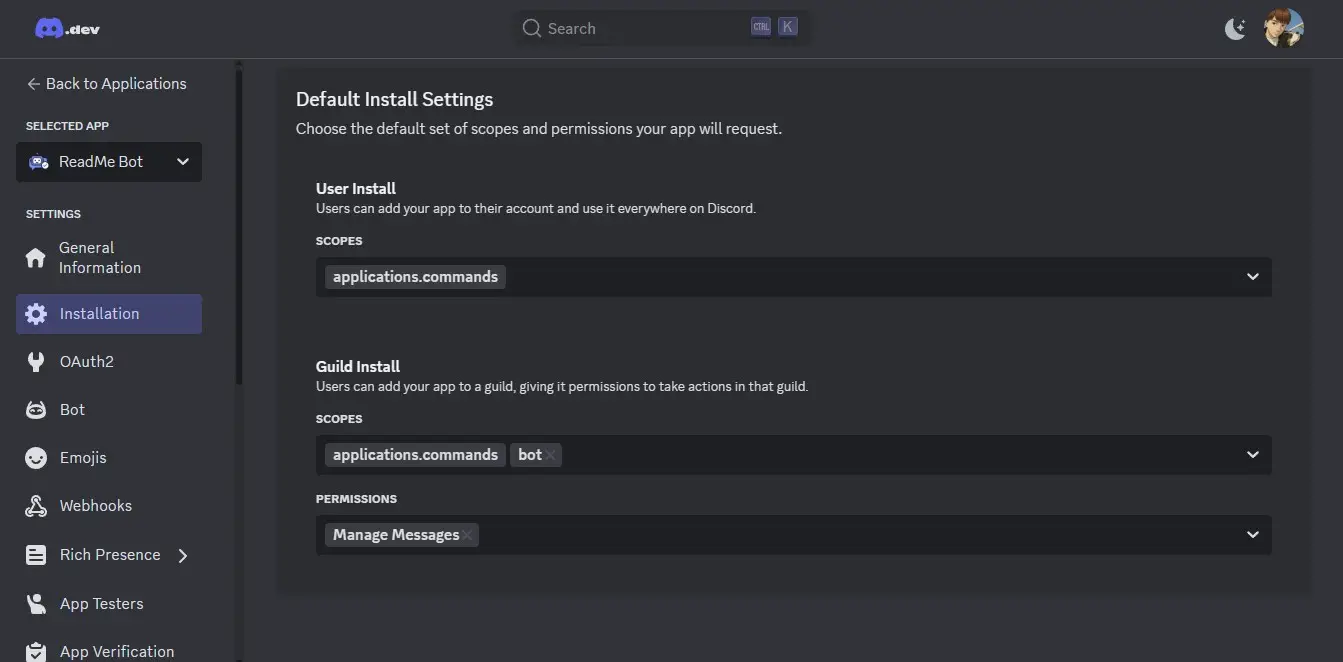 .dev
Search
CTRL K
Back to Applications
SELECTED APP
ReadMe Bot
SETTINGS
General
Information
Installation
OAuth2
Bot
Emojis
Webhooks
Rich Presence
App Testers
App Verification
Default Install Settings
Choose the default set of scopes and permissions your app will request.
User Install
Users can add your app to their account and use it everywhere on Discord.
SCOPES
applications.commands
Guild Install
Users can add your app to a guild, giving it permissions to take actions in that guild.
SCOPES
applications.commands bot
PERMISSIONS
Manage Messages